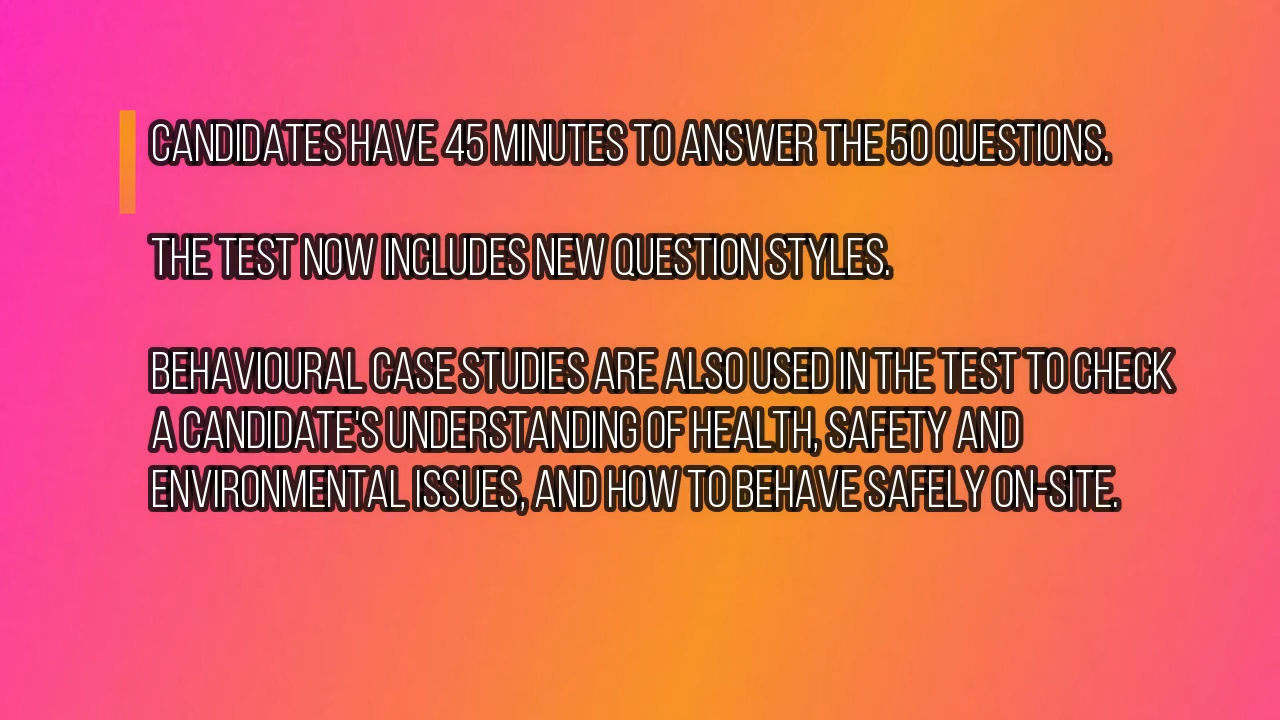 CANDIDATES HAVE 45 MINUTES TO ANSWER THE 50 QUESTIONS.
THE TEST NOW INCLUDES NEW QUESTION STYLES.
BEHAVIOURAL CASE STUDIES ARE ALSO USED IN THE TEST TO CHECK
A CANDIDATE'S UNDERSTANDING OF HEALTH, SAFETY AND
ENVIRONMENTAL ISSUES, AND HOW TO BEHAVE SAFELY ON-SITE.